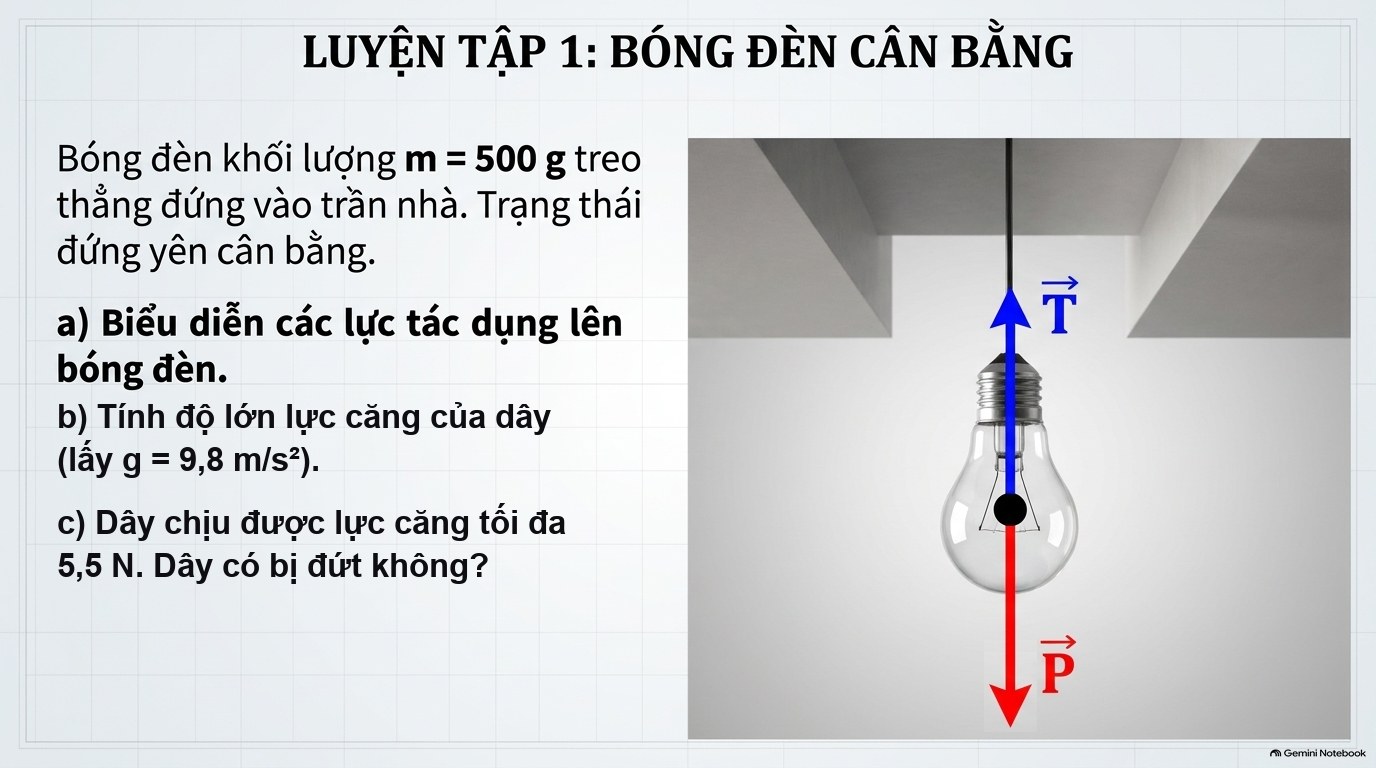 LUYỆN TẬP 1: BÓNG ĐÈN CÂN BẰNG
Bóng đèn khối lượng m = 500 g treo
thẳng đứng vào trần nhà. Trạng thái
đứng yên cân bằng.
a) Biểu diễn các lực tác dụng lên
bóng đèn.
b) Tính độ lớn lực căng của dây
(lấy g = 9,8 m/s²).
c) Dây chịu được lực căng tối đa
5,5 N. Dây có bị đứt không?
T⃗
P⃗
Gemini Notebook